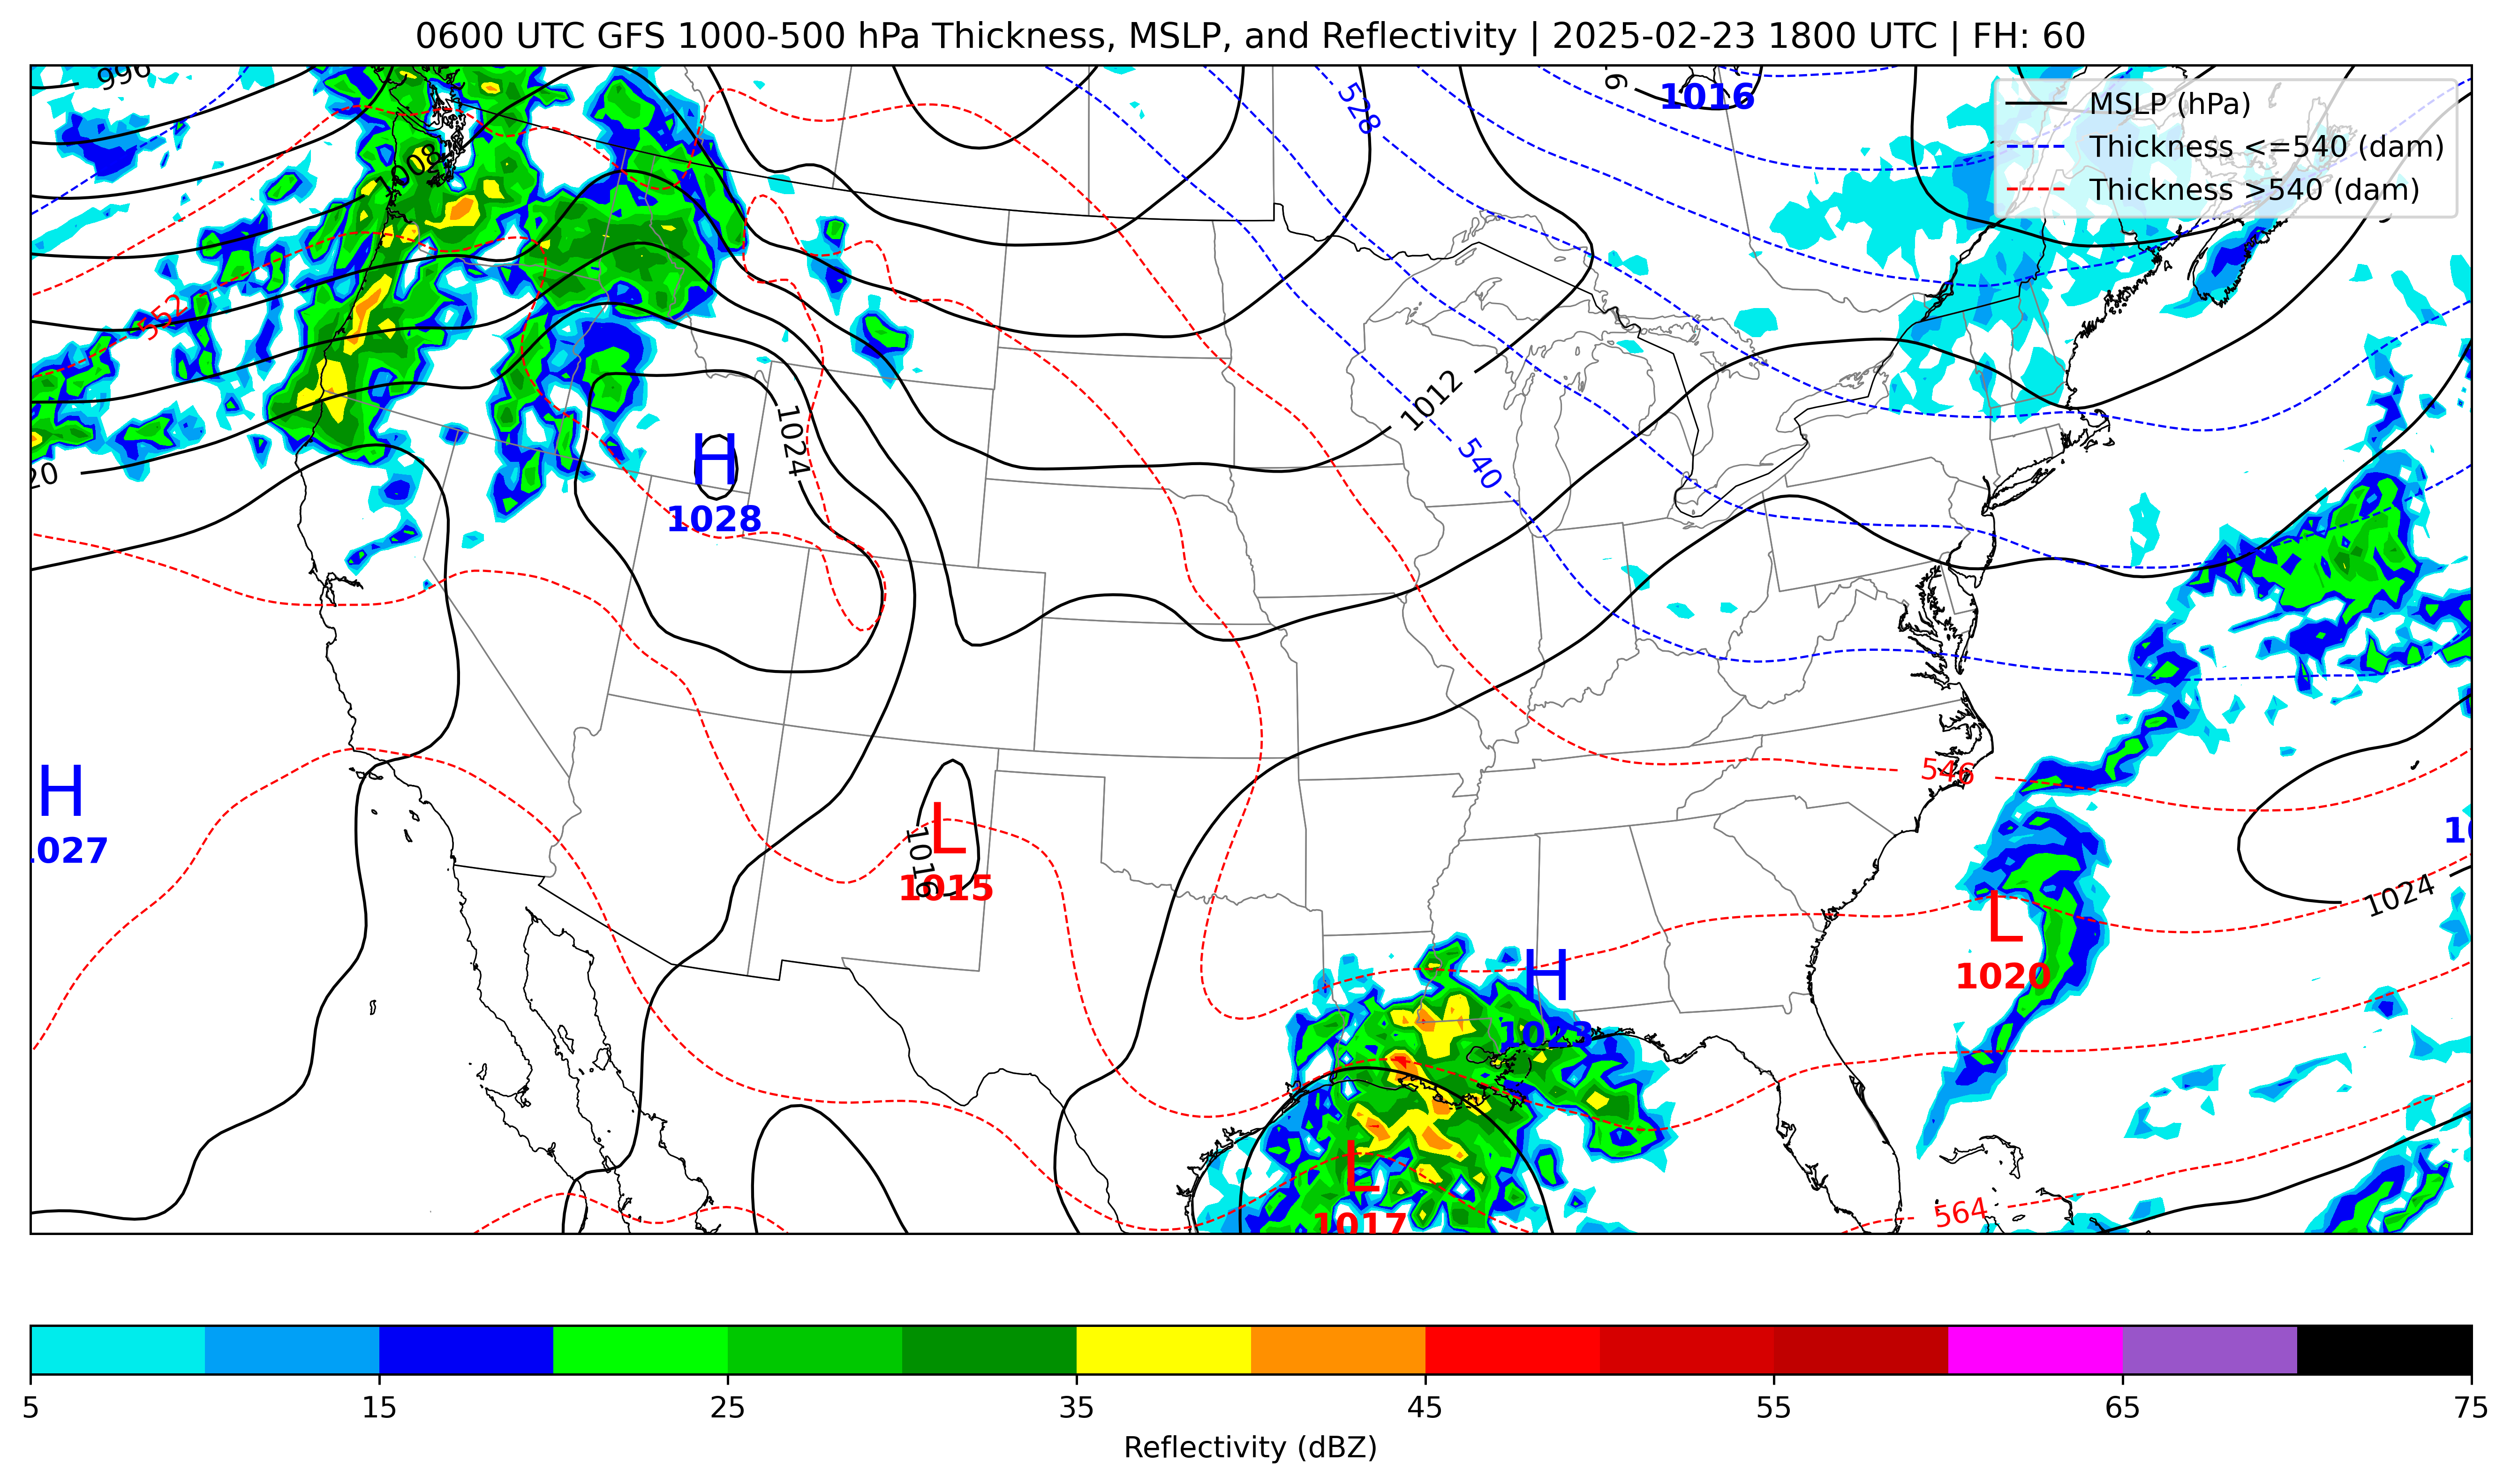 0600 UTC GFS 1000-500 hPa Thickness, MSLP, and Reflectivity | 2025-02-23 1800 UTC | FH: 60
996
1016
528
MSLP (hPa)
Thickness <=540 (dam)
Thickness >540 (dam)
1008
552
1012
1024
H
1028
540
20
546
H
1027
L
1016
1015
1024
L
1020
H
1023
L
1017
564
5 15 25 35 45 55 65 75
Reflectivity (dBZ)